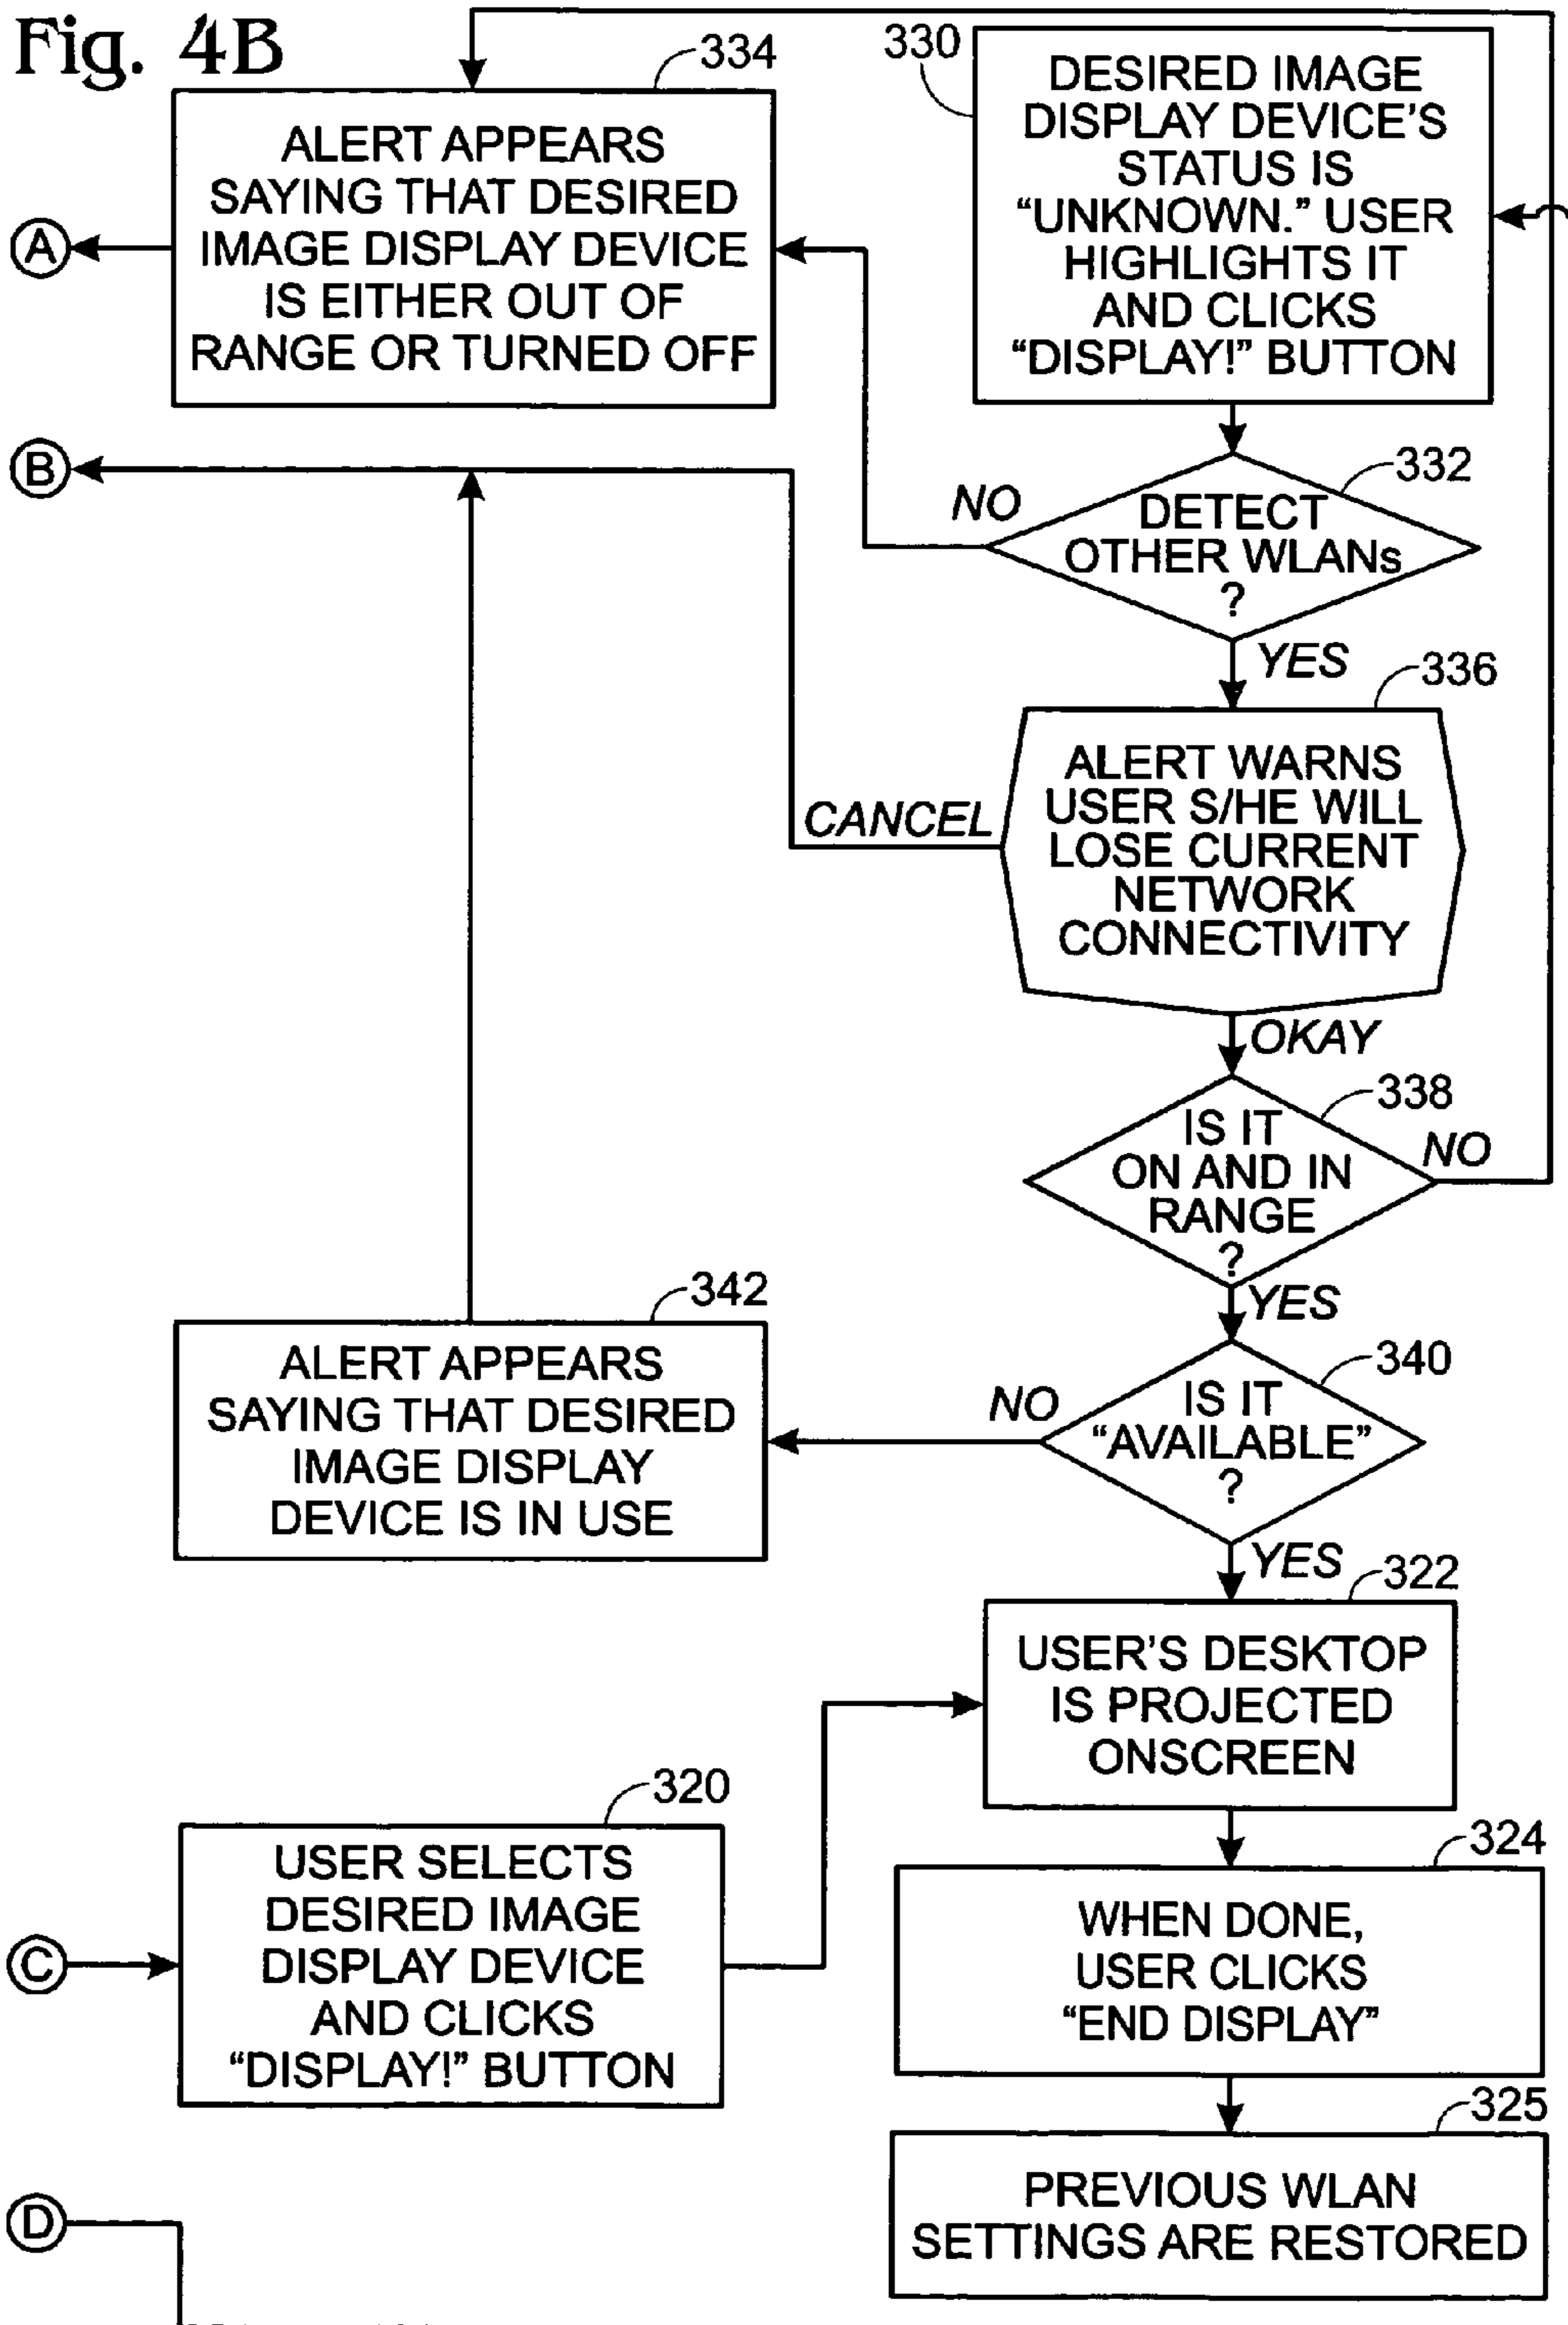 Fig. 4B
334
ALERT APPEARS
SAYING THAT DESIRED
IMAGE DISPLAY DEVICE
IS EITHER OUT OF
RANGE OR TURNED OFF
330
DESIRED IMAGE
DISPLAY DEVICE'S
STATUS IS
“UNKNOWN.” USER
HIGHLIGHTS IT
AND CLICKS
“DISPLAY!” BUTTON
A
B
332
NO
DETECT
OTHER WLANs
?
YES
336
ALERT WARNS
USER S/HE WILL
LOSE CURRENT
NETWORK
CONNECTIVITY
CANCEL
OKAY
338
IS IT
ON AND IN
RANGE
?
NO
YES
342
ALERT APPEARS
SAYING THAT DESIRED
IMAGE DISPLAY
DEVICE IS IN USE
340
NO
IS IT
“AVAILABLE”
?
YES
322
USER'S DESKTOP
IS PROJECTED
ONSCREEN
320
USER SELECTS
DESIRED IMAGE
DISPLAY DEVICE
AND CLICKS
“DISPLAY!” BUTTON
C
324
WHEN DONE,
USER CLICKS
“END DISPLAY”
325
PREVIOUS WLAN
SETTINGS ARE RESTORED
D